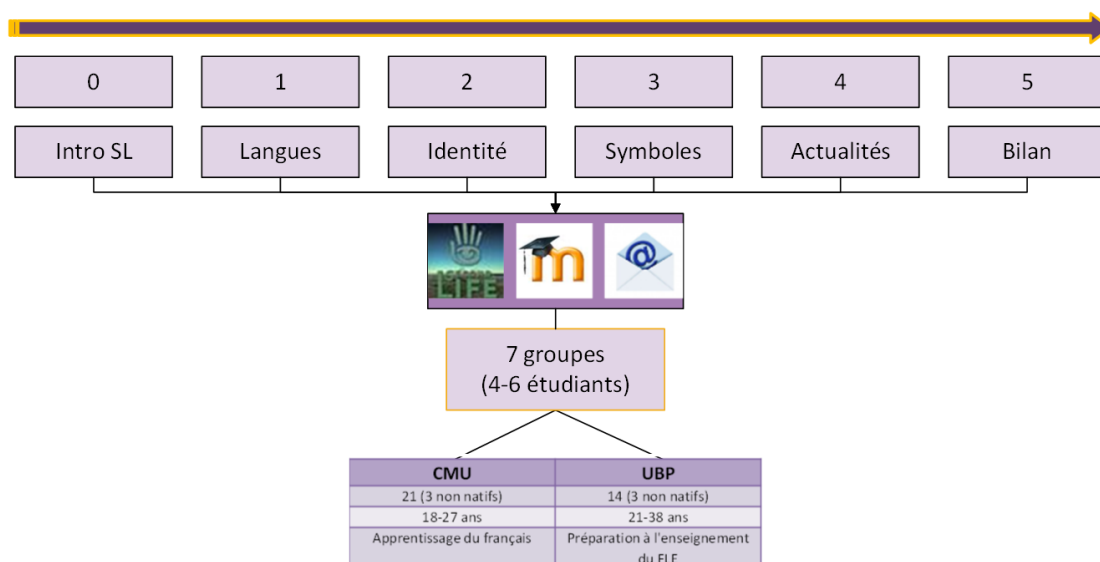 0
1
2
3
4
5
Intro SL
Langues
Identité
Symboles
Actualités
Bilan
LIFE
m
@
7 groupes
(4-6 étudiants)
CMU
UBP
21 (3 non natifs)
14 (3 non natifs)
18-27 ans
21-38 ans
Apprentissage du français
Préparation à l'enseignement
du FLE